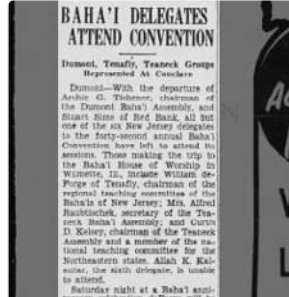 BAHA'I DELEGATES
ATTEND CONVENTION
Dumont, Tenafly, Teaneck Groups
Represented At Conclave
Dumont—With the departure of
Archie G. Tichenor, chairman of
the Dumont Baha'i Assembly, and
Stuart Sims of Red Bank, all but
one of the six New Jersey delegates
to the forty-second annual Baha'i
Convention have left to attend its
sessions. Those making the trip to
the Baha'i House of Worship in
Wilmette, Ill., include William de-
Forge of Tenafly, chairman of the
regional teaching committee of the
Baha'is of New Jersey; Mrs. Alfred
secretary of the Tea-
neck Baha'i Assembly; and Curtis
D. Kelsey, chairman of the Teaneck
Assembly and a member of the na-
tional teaching committee for the
Northeastern states. Allah K. Kal-
antar, the sixth delegate, is unable
to attend.
Saturday night at a Baha'i anni-